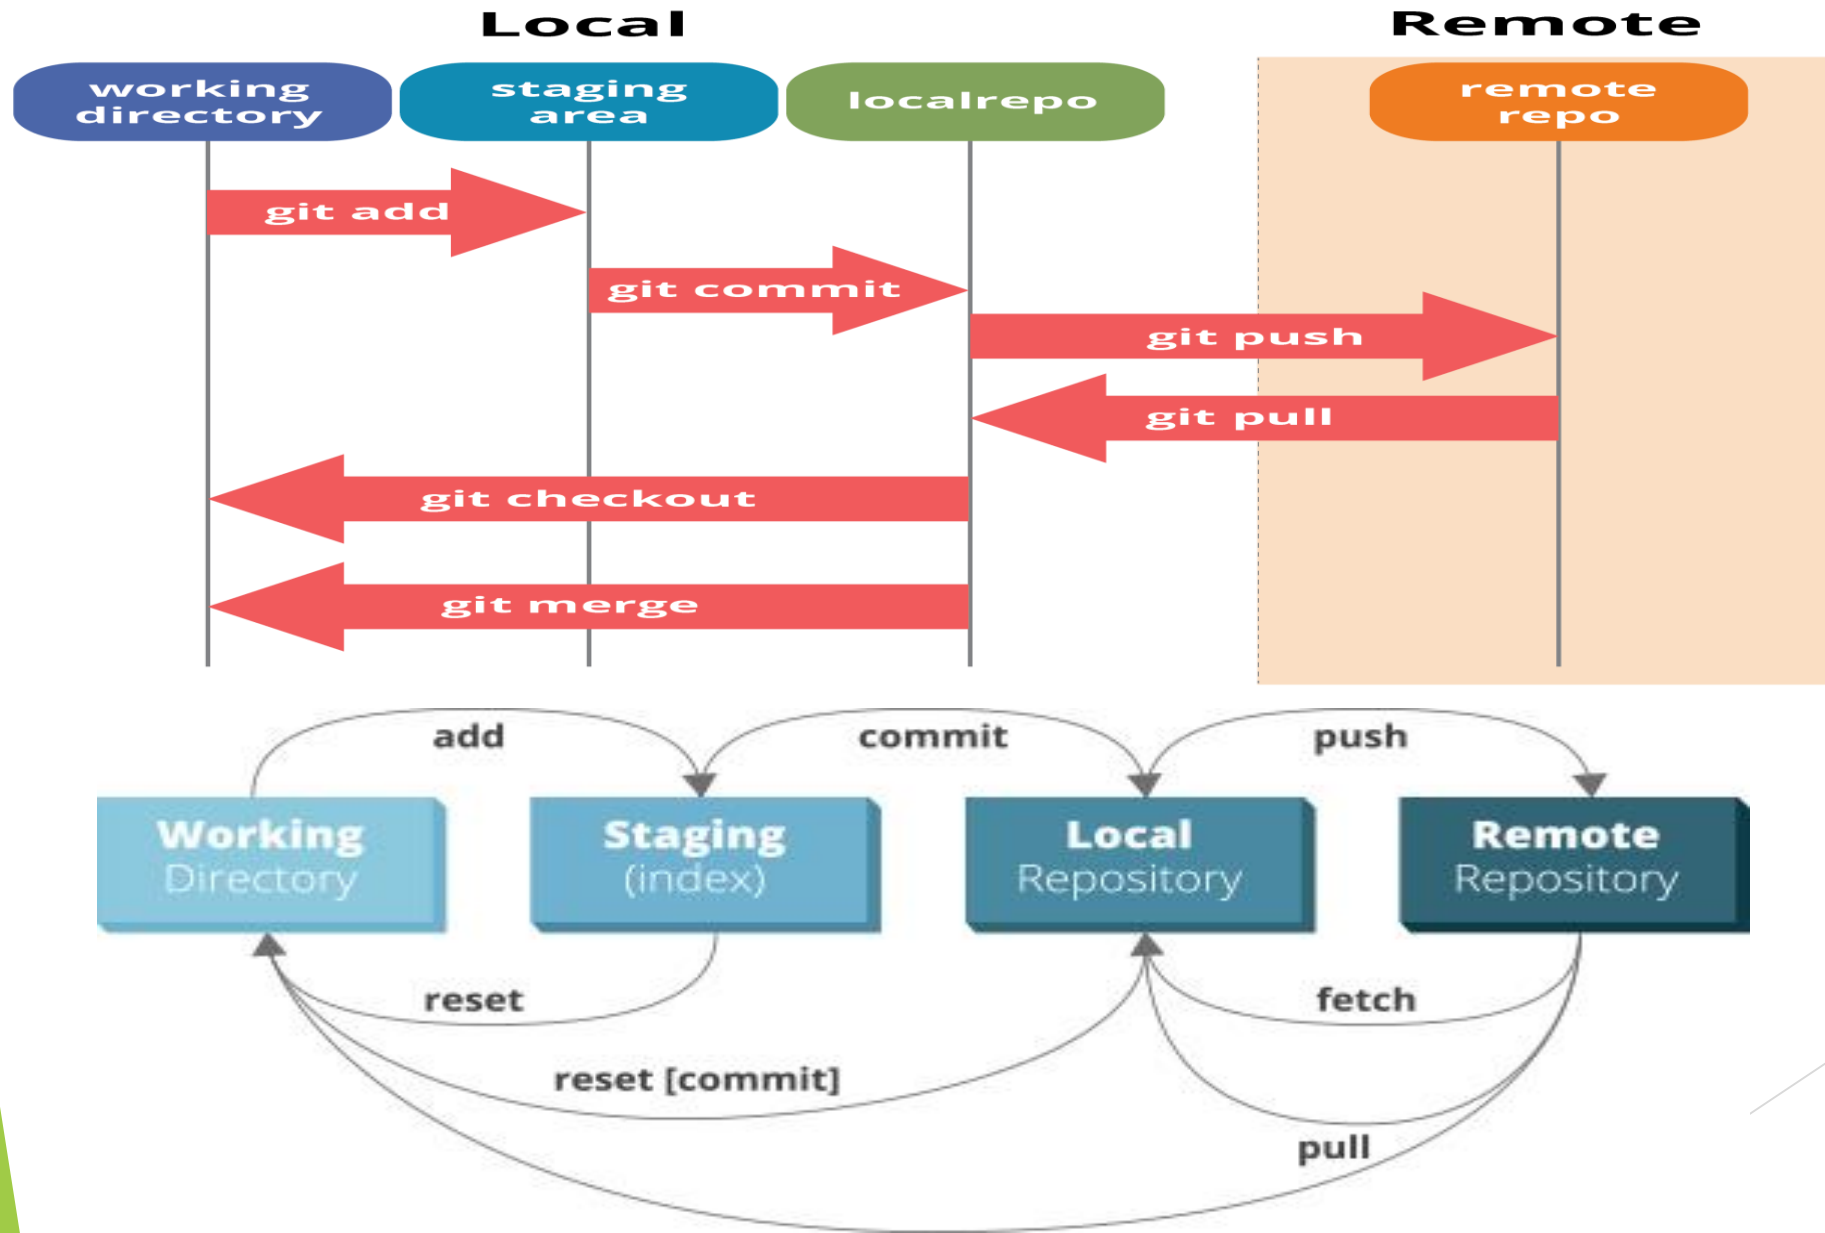 Local
Remote
working
directory
staging
area
localrepo
remote
repo
git add
git commit
git push
git pull
git checkout
git merge
add
commit
push
Working
Directory
Staging
(index)
Local
Repository
Remote
Repository
reset
fetch
reset [commit]
pull